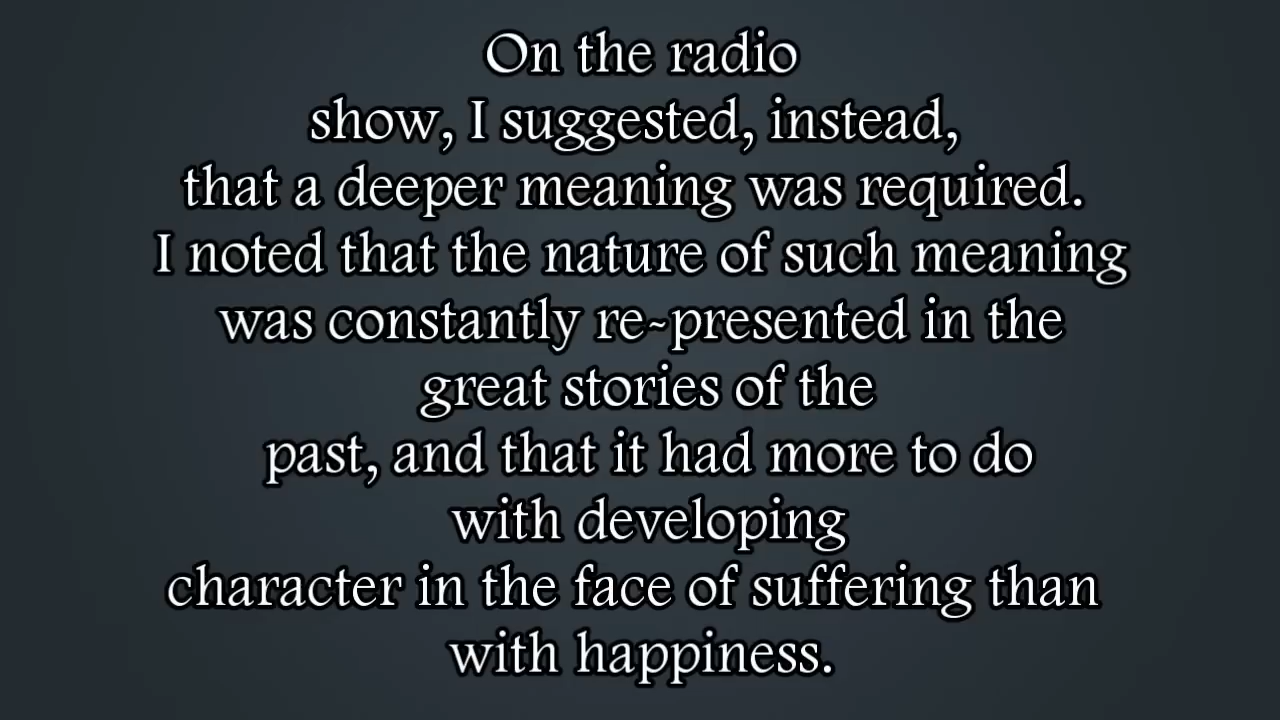 On the radio
show, I suggested, instead,
that a deeper meaning was required.
I noted that the nature of such meaning
was constantly re-presented in the
great stories of the
past, and that it had more to do
with developing
character in the face of suffering than
with happiness.